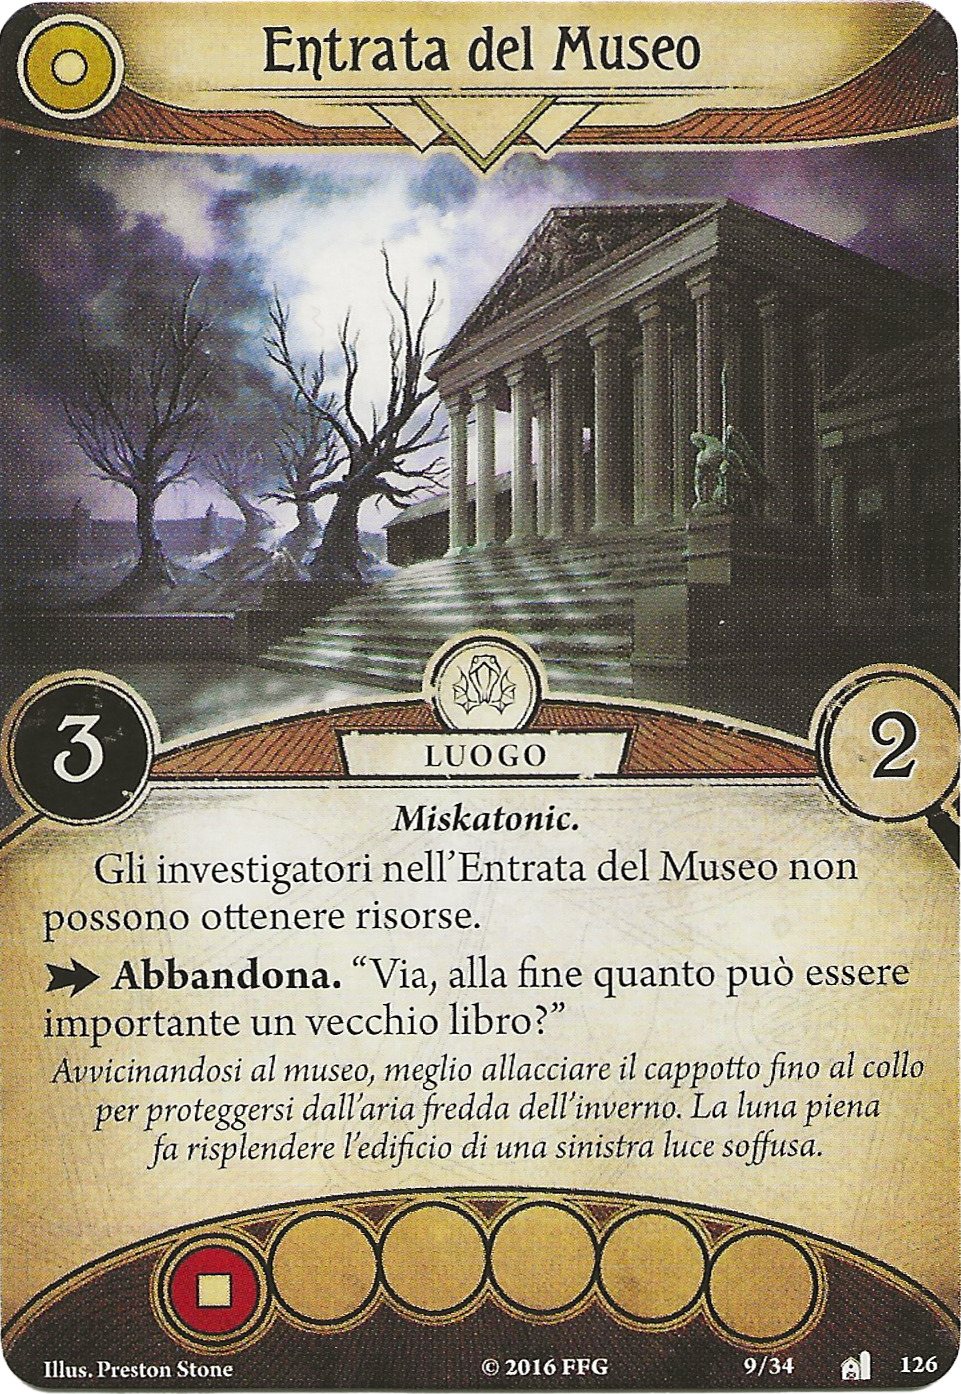 Entrata del Museo
3
LUOGO
2
Miskatonic.
Gli investigatori nell'Entrata del Museo non
possono ottenere risorse.
Abbandona. “Via, alla fine quanto può essere
importante un vecchio libro?”
Avvicinandosi al museo, meglio allacciare il cappotto fino al collo
per proteggersi dall'aria fredda dell'inverno. La luna piena
fa risplendere l'edificio di una sinistra luce soffusa.
Illus. Preston Stone © 2016 FFG 9/34 126